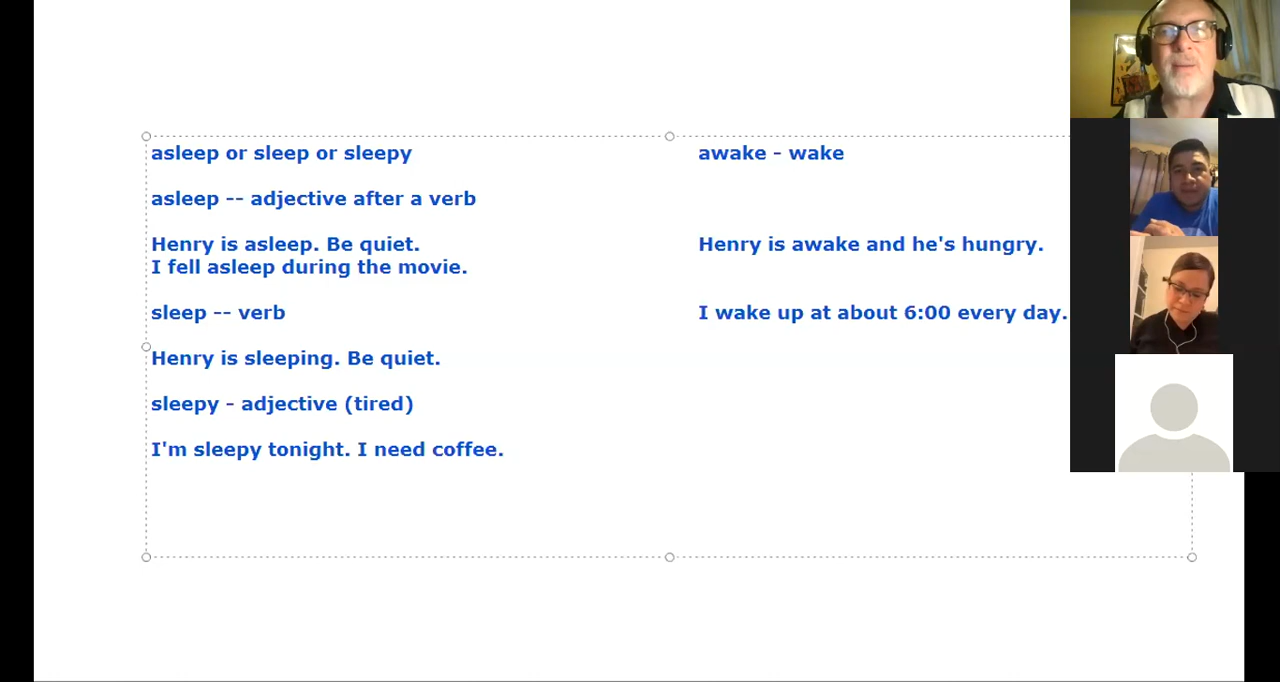 asleep or sleep or sleepy
asleep -- adjective after a verb
Henry is asleep. Be quiet.
I fell asleep during the movie.
sleep -- verb
Henry is sleeping. Be quiet.
sleepy - adjective (tired)
I'm sleepy tonight. I need coffee.
awake - wake
Henry is awake and he's hungry.
I wake up at about 6:00 every day.